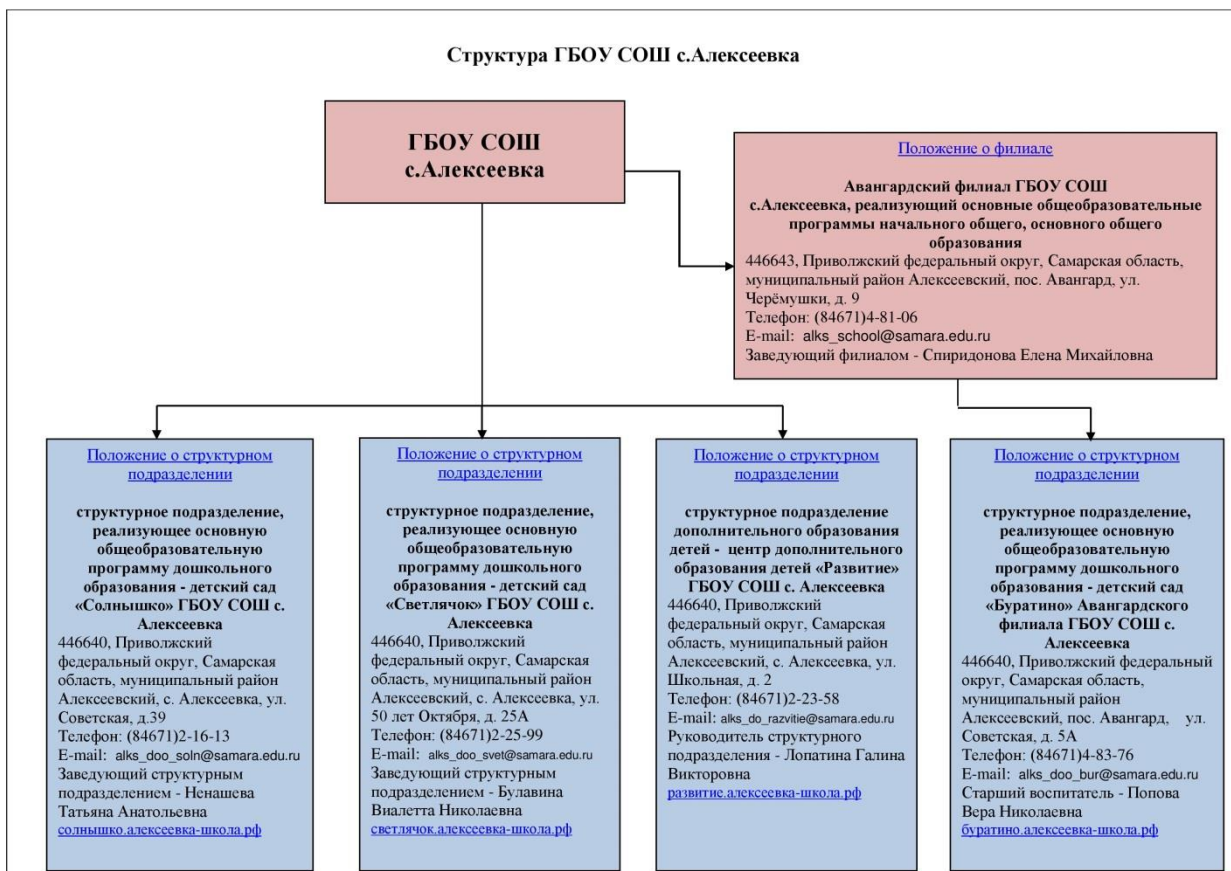 Структура ГБОУ СОШ с.Алексеевка
ГБОУ СОШ
с.Алексеевка
Положение о филиале
Авангардский филиал ГБОУ СОШ
с.Алексеевка, реализующий основные общеобразовательные
программы начального общего, основного общего
образования
446643, Приволжский федеральный округ, Самарская область,
муниципальный район Алексеевский, пос. Авангард, ул.
Черёмушки, д. 9
Телефон: (84671)4-81-06
E-mail: alks_school@samara.edu.ru
Заведующий филиалом - Спиридонова Елена Михайловна
Положение о структурном
подразделении
структурное подразделение,
реализующее основную
общеобразовательную
программу дошкольного
образования - детский сад
«Солнышко» ГБОУ СОШ с.
Алексеевка
446640, Приволжский
федеральный округ, Самарская
область, муниципальный район
Алексеевский, с. Алексеевка, ул.
Советская, д.39
Телефон: (84671)2-16-13
E-mail: alks_doo_soln@samara.edu.ru
Заведующий структурным
подразделением - Ненашева
Татьяна Анатольевна
солнышко.алексеевка-школа.рф
Положение о структурном
подразделении
структурное подразделение,
реализующее основную
общеобразовательную
программу дошкольного
образования - детский сад
«Светлячок» ГБОУ СОШ с.
Алексеевка
446640, Приволжский
федеральный округ, Самарская
область, муниципальный район
Алексеевский, с. Алексеевка, ул.
50 лет Октября, д. 25А
Телефон: (84671)2-25-99
E-mail: alks_doo_svet@samara.edu.ru
Заведующий структурным
подразделением - Булавина
Виалетта Николаевна
светлячок.алексеевка-школа.рф
Положение о структурном
подразделении
структурное подразделение
дополнительного образования
детей - центр дополнительного
образования детей «Развитие»
ГБОУ СОШ с. Алексеевка
446640, Приволжский
федеральный округ, Самарская
область, муниципальный район
Алексеевский, с. Алексеевка, ул.
Школьная, д. 2
Телефон: (84671)2-23-58
E-mail: alks_do_razvitie@samara.edu.ru
Руководитель структурного
подразделения - Лопатина Галина
Викторовна
развитие.алексеевка-школа.рф
Положение о структурном
подразделении
структурное подразделение,
реализующее основную
общеобразовательную
программу дошкольного
образования - детский сад
«Буратино» Авангардского
филиала ГБОУ СОШ с.
Алексеевка
446640, Приволжский федеральный
округ, Самарская область,
муниципальный район
Алексеевский, пос. Авангард, ул.
Советская, д. 5А
Телефон: (84671)4-83-76
E-mail: alks_doo_bur@samara.edu.ru
Старший воспитатель - Попова
Вера Николаевна
буратино.алексеевка-школа.рф